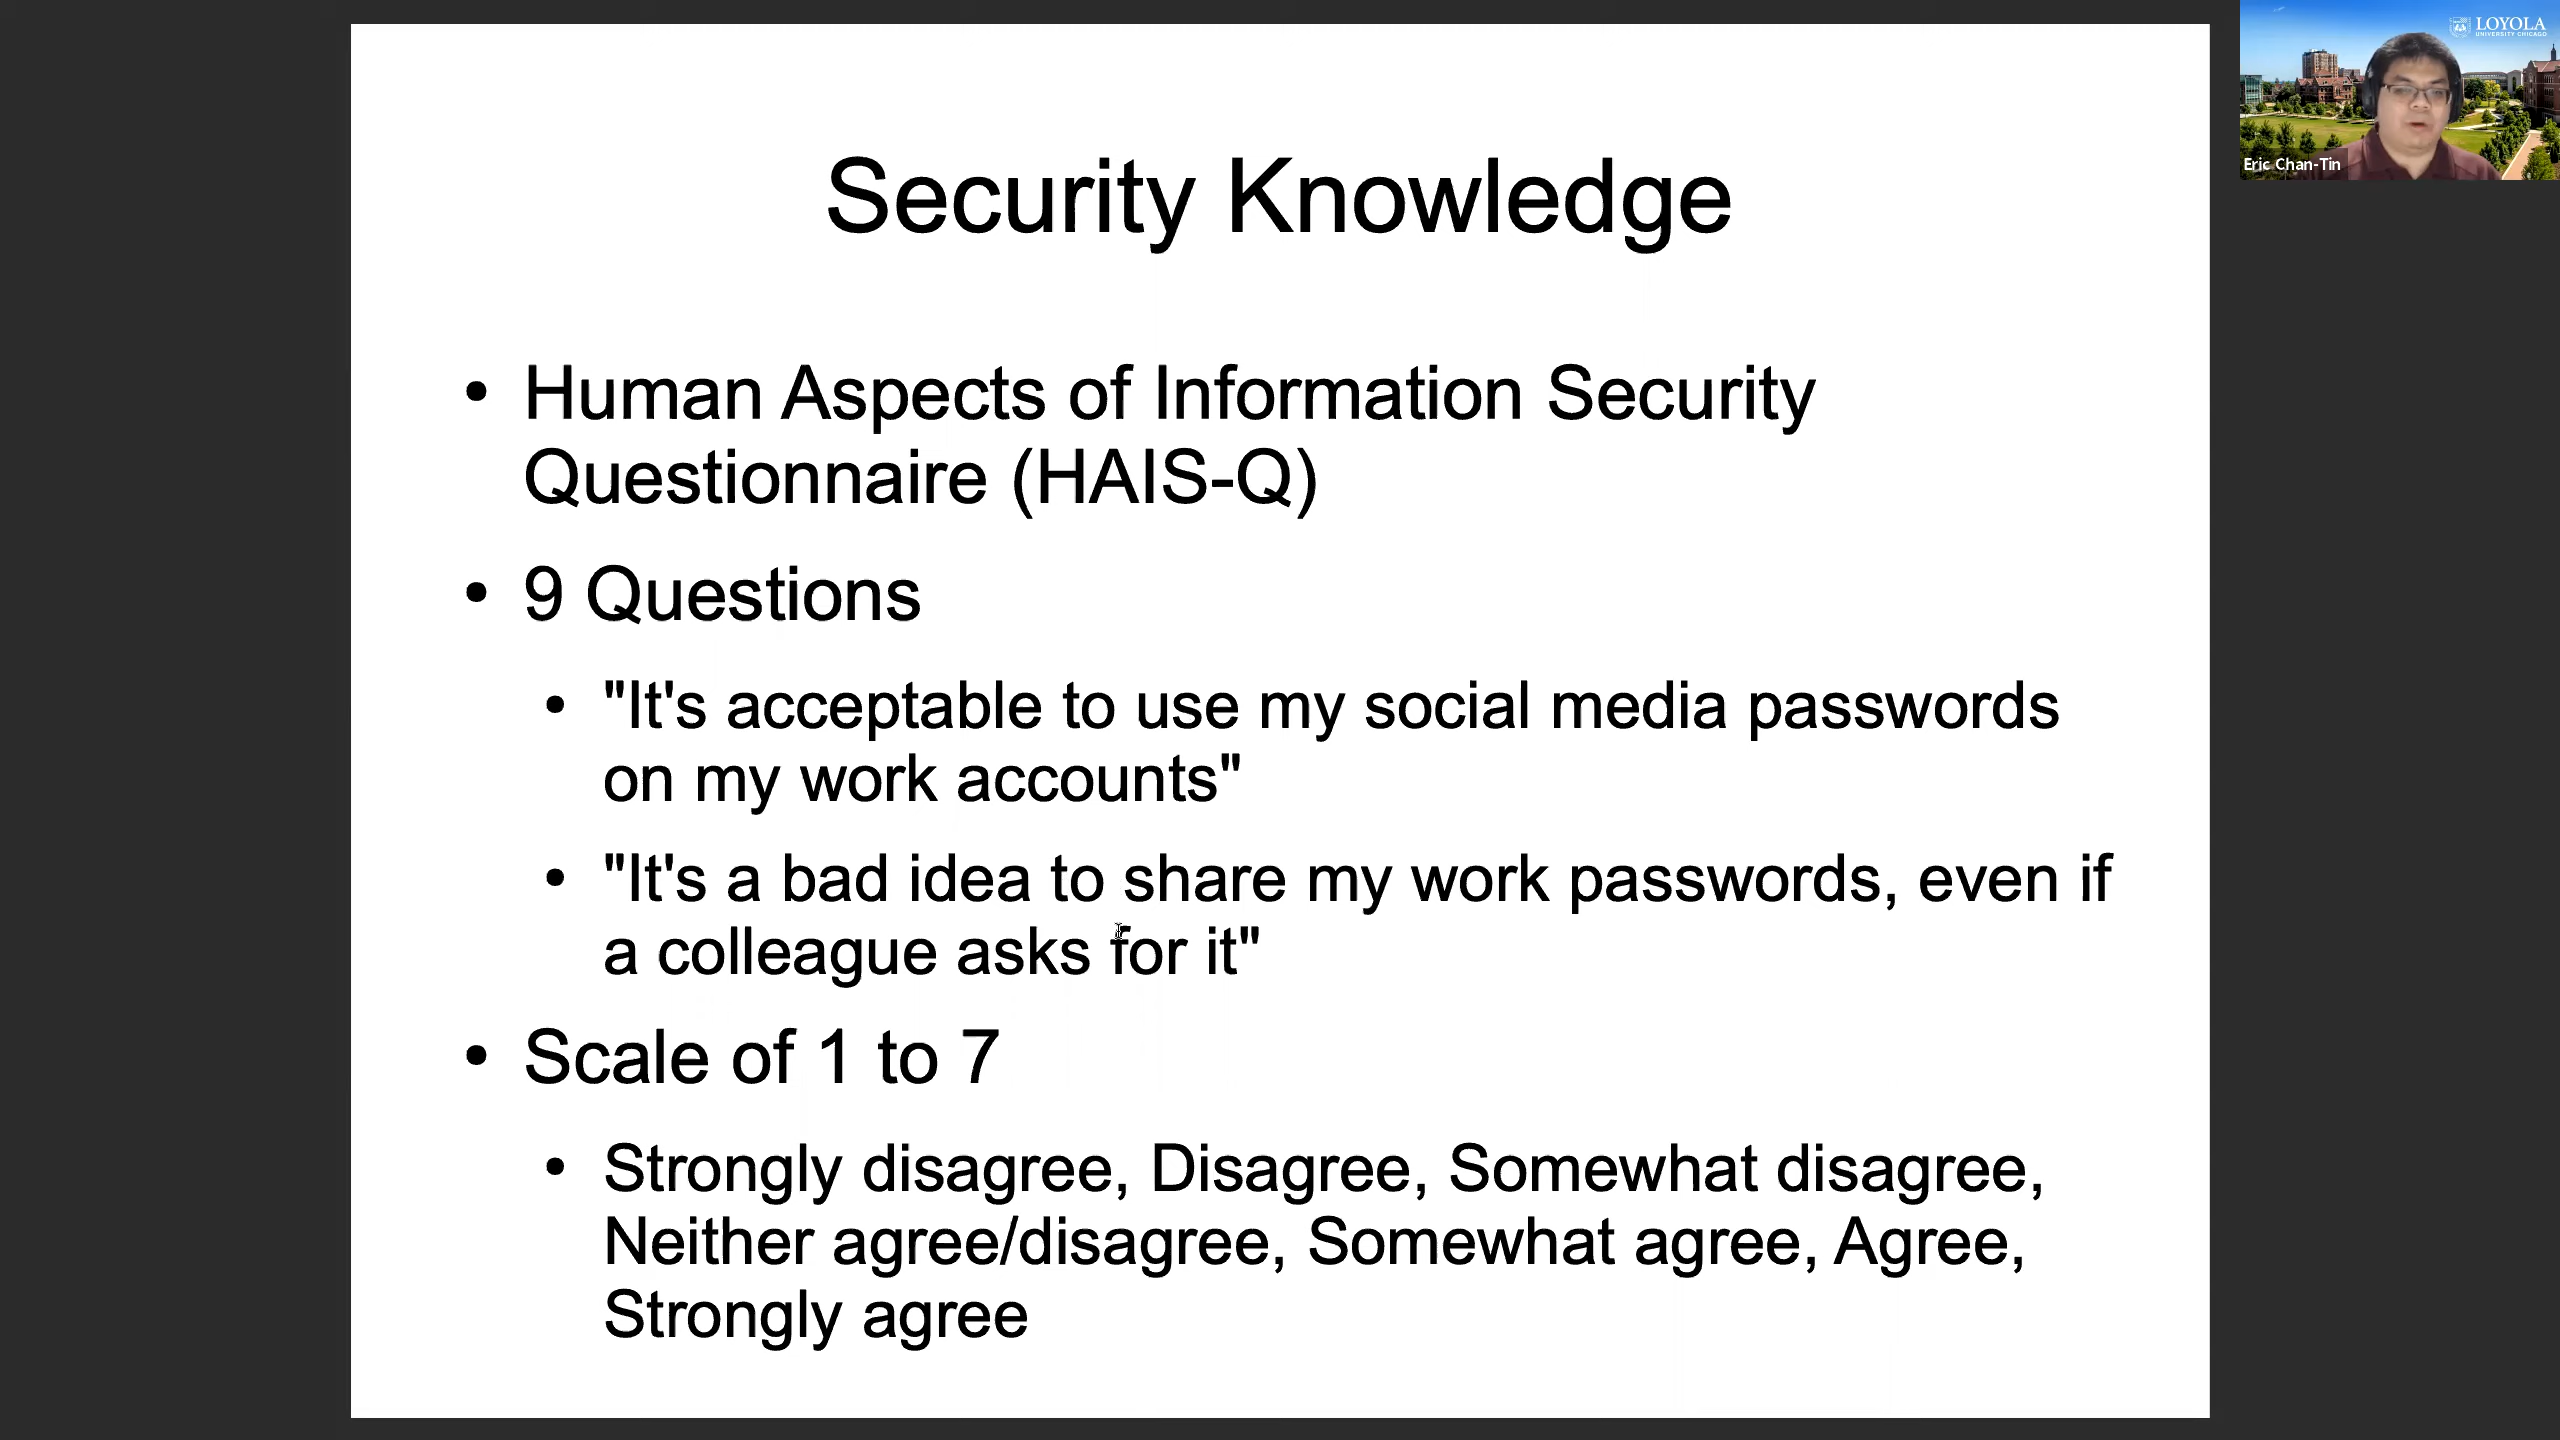 Security Knowledge
• Human Aspects of Information Security
Questionnaire (HAIS-Q)
• 9 Questions
• "It's acceptable to use my social media passwords
on my work accounts"
• "It's a bad idea to share my work passwords, even if
a colleague asks for it"
• Scale of 1 to 7
• Strongly disagree, Disagree, Somewhat disagree,
Neither agree/disagree, Somewhat agree, Agree,
Strongly agree
LOYOLA
UNIVERSITY CHICAGO
Eric Chan-Tin